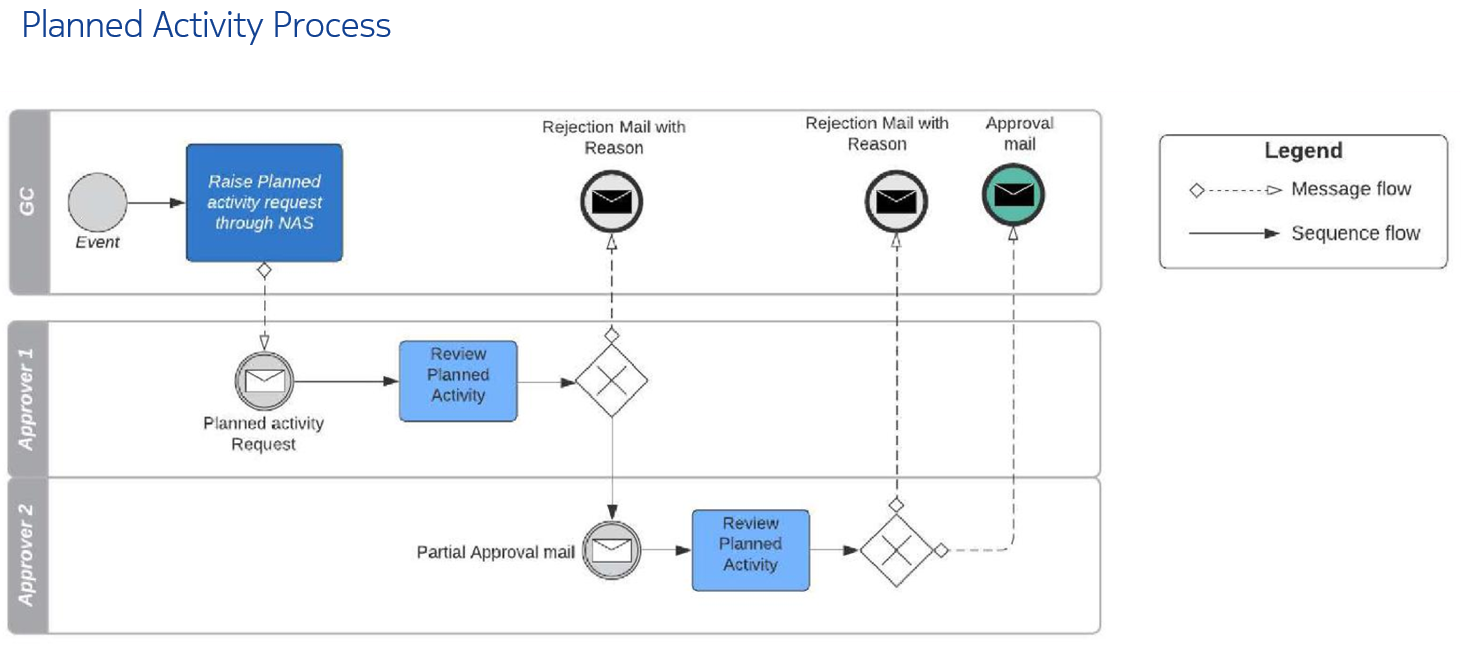 Planned Activity Process
GC
Event
Raise Planned
activity request
through NAS
Rejection Mail with
Reason
Rejection Mail with
Reason
Approval
mail
Legend
Message flow
Sequence flow
Approver 1
Planned activity
Request
Review
Planned
Activity
Approver 2
Partial Approval mail
Review
Planned
Activity